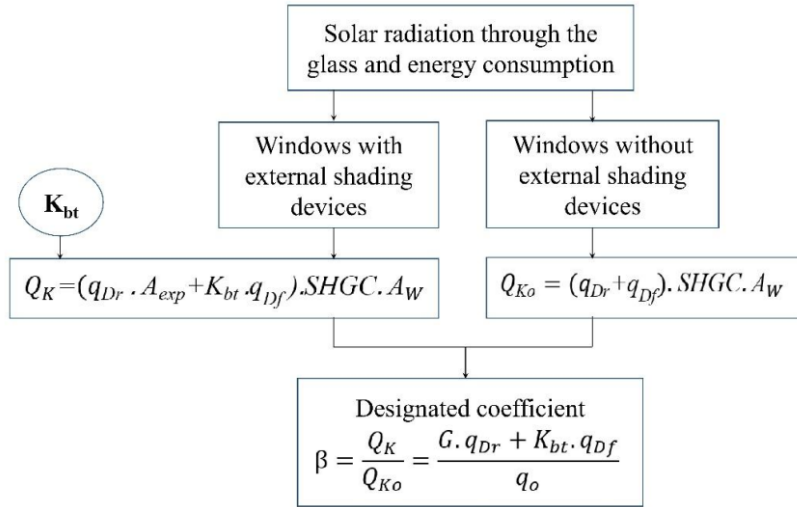 Solar radiation through the
glass and energy consumption
Windows with
external shading
devices
Windows without
external shading
devices
K_bt
Q_K=(q_Dr . A_exp+K_bt .q_Df).SHGC.A_W
Q_Ko = (q_Dr+q_Df).SHGC.A_W
Designated coefficient
β = Q_K/Q_Ko = (G.q_Dr + K_bt.q_Df)/q_o